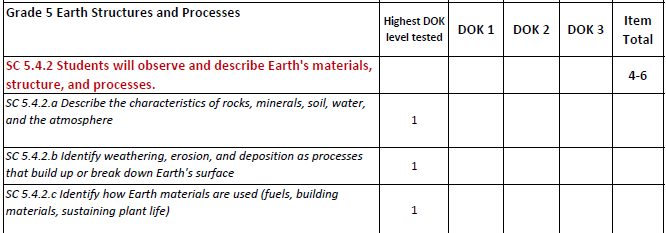 Grade 5 Earth Structures and Processes
Highest DOK
level tested
DOK 1
DOK 2
DOK 3
Item
Total
SC 5.4.2 Students will observe and describe Earth's materials,
structure, and processes.
4-6
SC 5.4.2.a Describe the characteristics of rocks, minerals, soil, water,
and the atmosphere
1
SC 5.4.2.b Identify weathering, erosion, and deposition as processes
that build up or break down Earth's surface
1
SC 5.4.2.c Identify how Earth materials are used (fuels, building
materials, sustaining plant life)
1